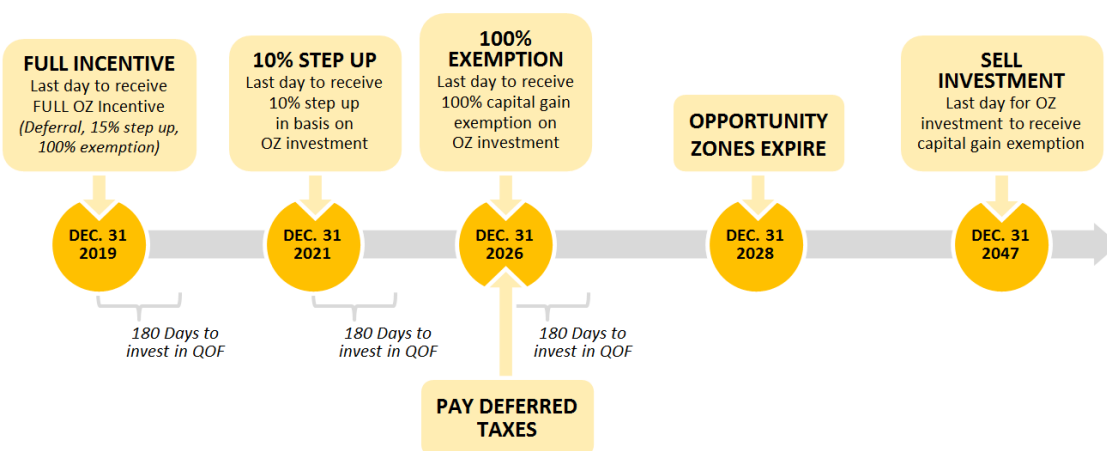 FULL INCENTIVE
Last day to receive
FULL OZ Incentive
(Deferral, 15% step up,
100% exemption)
10% STEP UP
Last day to receive
10% step up
in basis on
OZ investment
100%
EXEMPTION
Last day to receive
100% capital gain
exemption on
OZ investment
OPPORTUNITY
ZONES EXPIRE
SELL
INVESTMENT
Last day for OZ
investment to receive
capital gain exemption
DEC. 31
2019
DEC. 31
2021
DEC. 31
2026
DEC. 31
2028
DEC. 31
2047
180 Days to
invest in QOF
180 Days to
invest in QOF
180 Days to
invest in QOF
PAY DEFERRED
TAXES